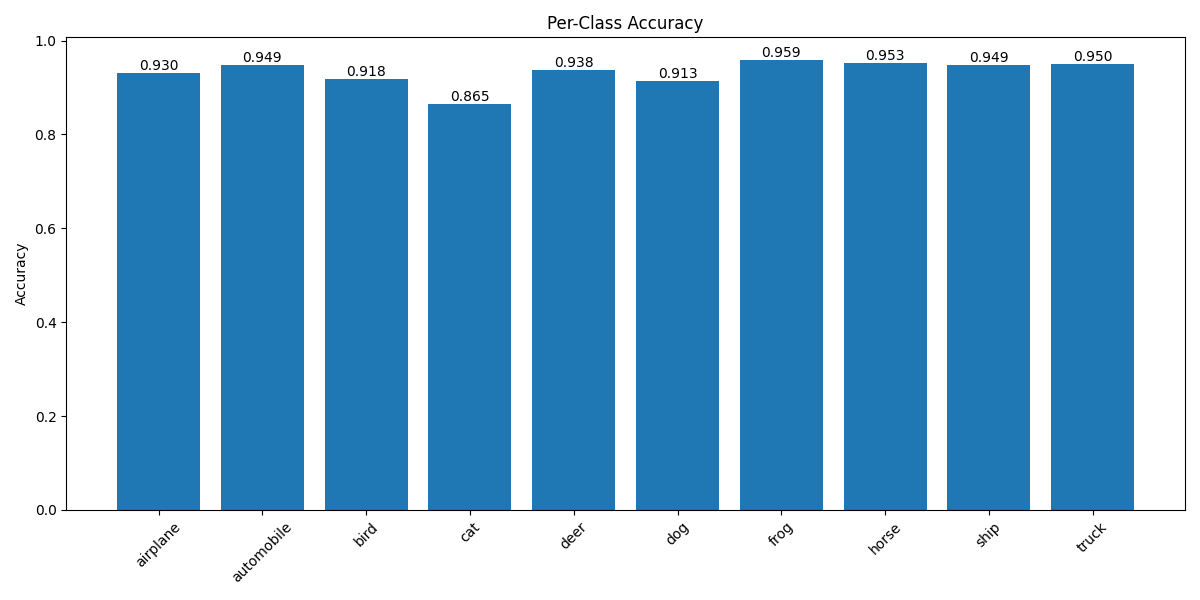 Per-Class Accuracy
1.0
0.8
0.6
0.4
0.2
0.0
Accuracy
0.930
0.949
0.918
0.865
0.938
0.913
0.959
0.953
0.949
0.950
airplane
automobile
bird
cat
deer
dog
frog
horse
ship
truck